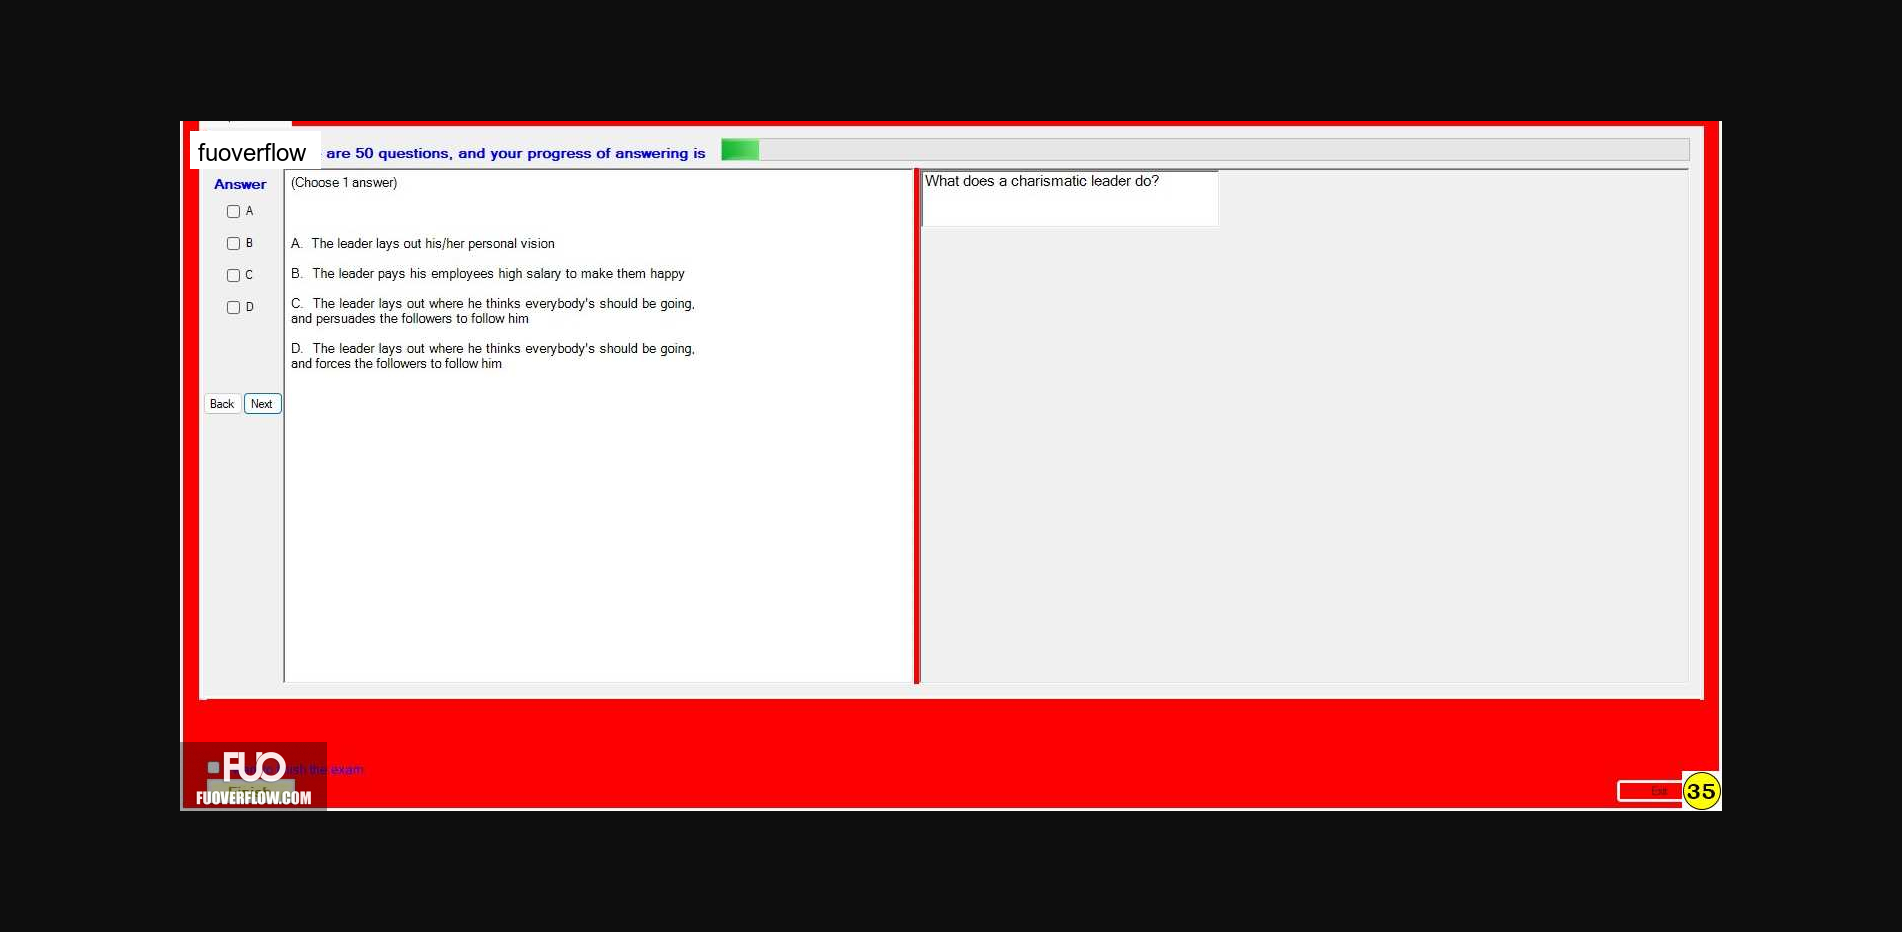 fuoverflow are 50 questions, and your progress of answering is
Answer
A
B
C
D
Back Next
(Choose 1 answer)
A. The leader lays out his/her personal vision
B. The leader pays his employees high salary to make them happy
C. The leader lays out where he thinks everybody's should be going,
and persuades the followers to follow him
D. The leader lays out where he thinks everybody's should be going,
and forces the followers to follow him
What does a charismatic leader do?
FUO
the exam
Finish
FUOVERFLOW.COM
Exit
35